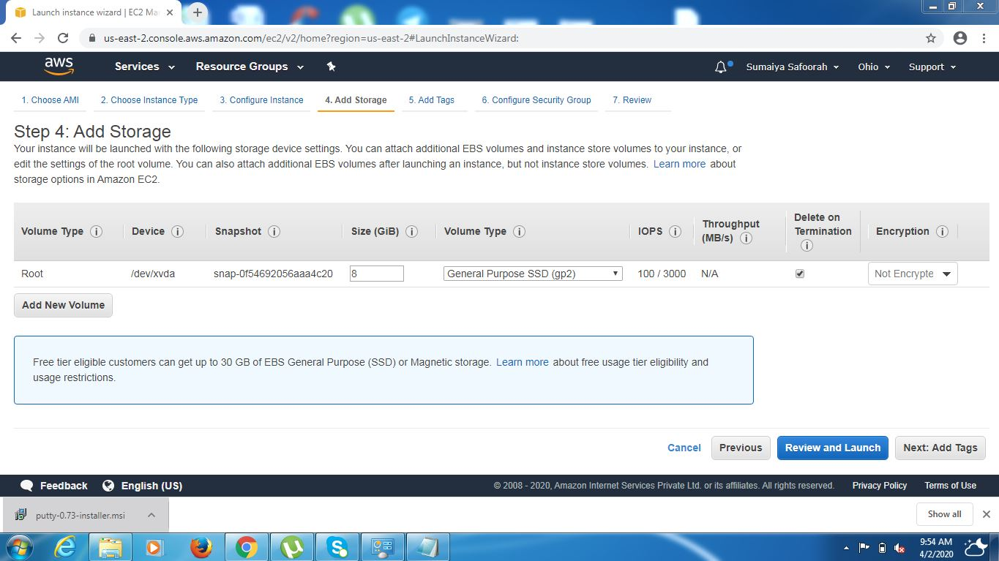 Launch instance wizard | EC2 Ma
us-east-2.console.aws.amazon.com/ec2/v2/home?region=us-east-2#LaunchInstanceWizard:
aws Services Resource Groups Sumaiya Safoorah Ohio Support
1. Choose AMI 2. Choose Instance Type 3. Configure Instance 4. Add Storage 5. Add Tags 6. Configure Security Group 7. Review
Step 4: Add Storage
Your instance will be launched with the following storage device settings. You can attach additional EBS volumes and instance store volumes to your instance, or
edit the settings of the root volume. You can also attach additional EBS volumes after launching an instance, but not instance store volumes. Learn more about
storage options in Amazon EC2.
Volume Type Device Snapshot Size (GiB) Volume Type IOPS Throughput (MB/s) Delete on Termination Encryption
Root /dev/xvda snap-0f54692056aaa4c20 8 General Purpose SSD (gp2) 100 / 3000 N/A Not Encrypte
Add New Volume
Free tier eligible customers can get up to 30 GB of EBS General Purpose (SSD) or Magnetic storage. Learn more about free usage tier eligibility and
usage restrictions.
Cancel Previous Review and Launch Next: Add Tags
Feedback English (US) © 2008 - 2020, Amazon Internet Services Private Ltd. or its affiliates. All rights reserved. Privacy Policy Terms of Use
putty-0.73-installer.msi Show all
9:54 AM
4/2/2020